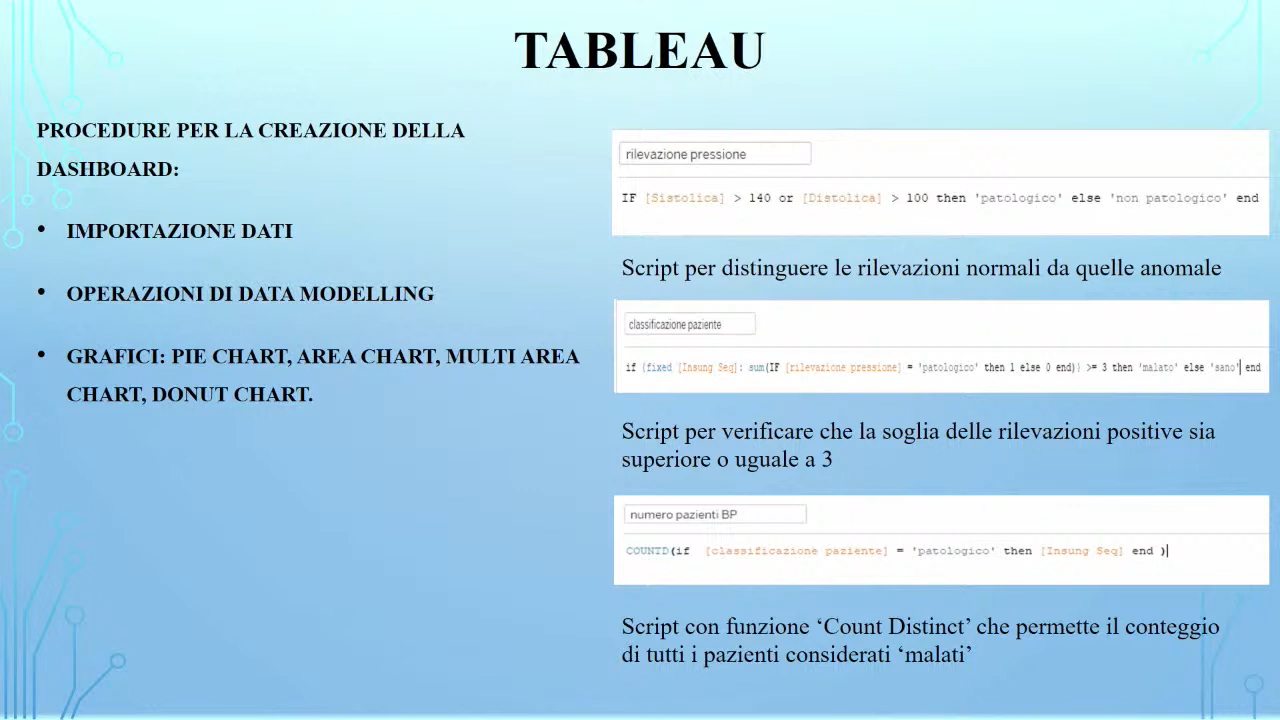 TABLEAU
PROCEDURE PER LA CREAZIONE DELLA
DASHBOARD:
• IMPORTAZIONE DATI
• OPERAZIONI DI DATA MODELLING
• GRAFICI: PIE CHART, AREA CHART, MULTI AREA
CHART, DONUT CHART.
rilevazione pressione
IF [Sistolica] > 140 or [Distolica] > 100 then 'patologico' else 'non patologico' end
Script per distinguere le rilevazioni normali da quelle anomale
classificazione paziente
if {fixed [Insung Seq]: sum(IF [rilevazione pressione] = 'patologico' then 1 else 0 end)} >= 3 then 'malato' else 'sano' end
Script per verificare che la soglia delle rilevazioni positive sia
superiore o uguale a 3
numero pazienti BP
COUNTD(if [classificazione paziente] = 'patologico' then [Insung Seq] end )
Script con funzione ‘Count Distinct’ che permette il conteggio
di tutti i pazienti considerati ‘malati’